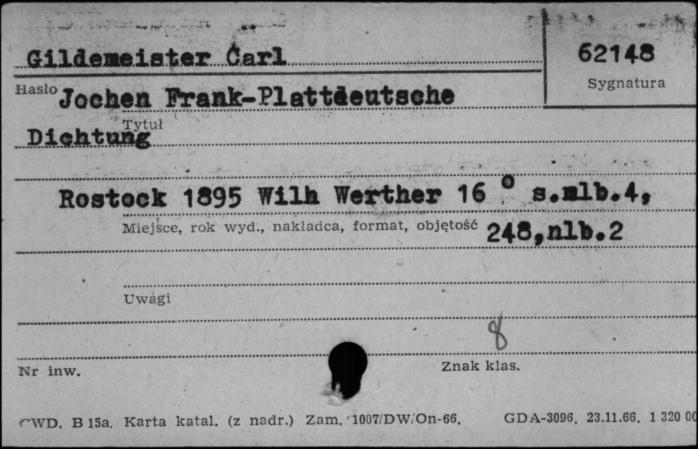 Gildemeister Carl
62148
Sygnatura
Hasło Jochen Frank-Plattdeutsche
Tytuł
Dichtung
Rostock 1895 Wilh Werther 16° s.nlb.4,
Miejsce, rok wyd., nakładca, format, objętość 248,nlb.2
Uwagi
8
Nr inw.
Znak klas.
CWD. B 15a. Karta katal. (z nadr.) Zam. 1007/DW/On-66. GDA-3096. 23.11.66. 1 320 00